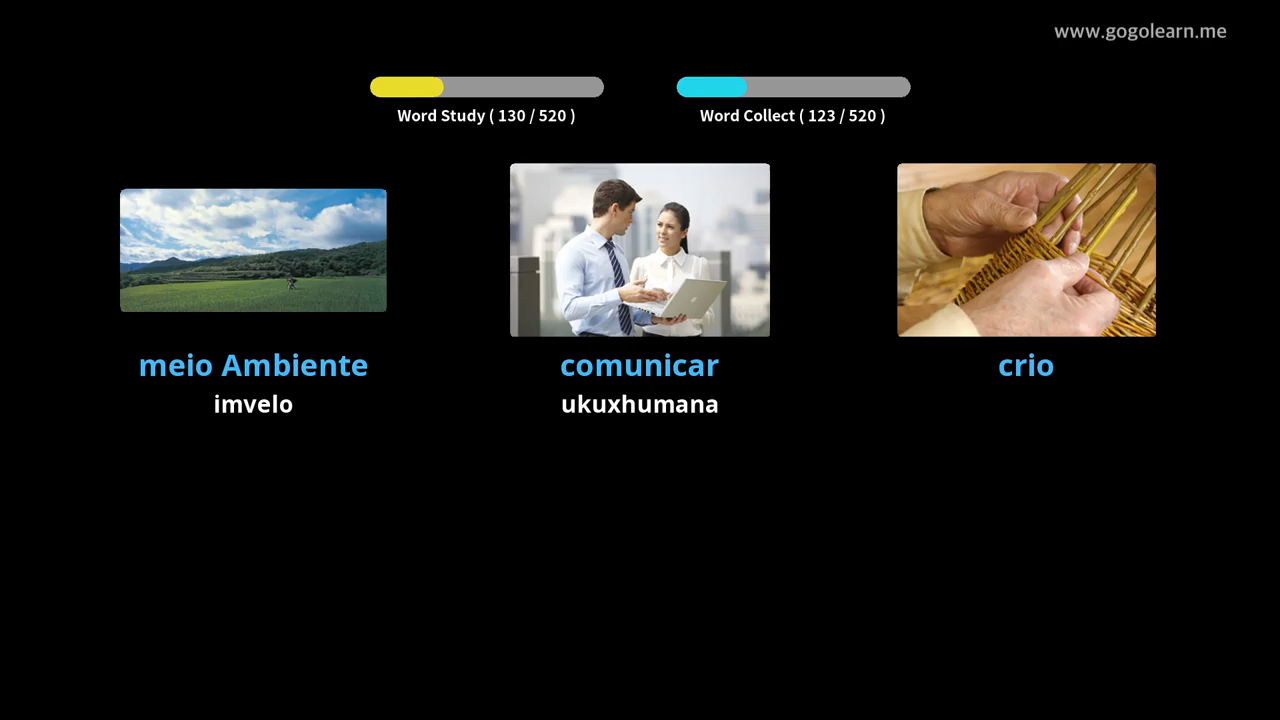 www.gogolearn.me
Word Study ( 130 / 520 )
Word Collect ( 123 / 520 )
meio Ambiente
imvelo
comunicar
ukuxhumana
crio